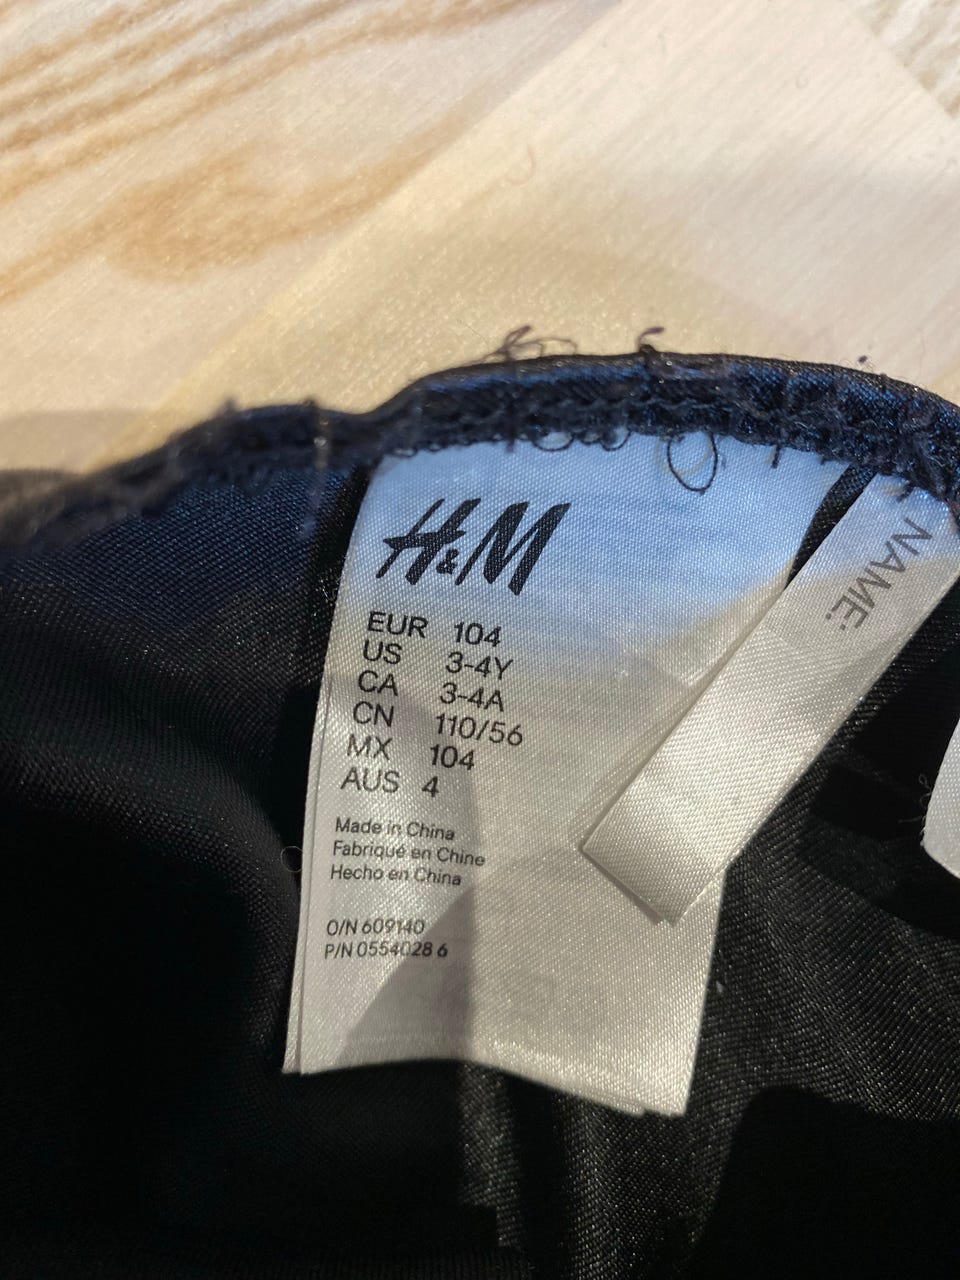 H&M
EUR 104
US 3-4Y
CA 3-4A
CN 110/56
MX 104
AUS 4
Made in China
Fabriqué en Chine
Hecho en China
O/N 609140
P/N 0554028 6
NAME: